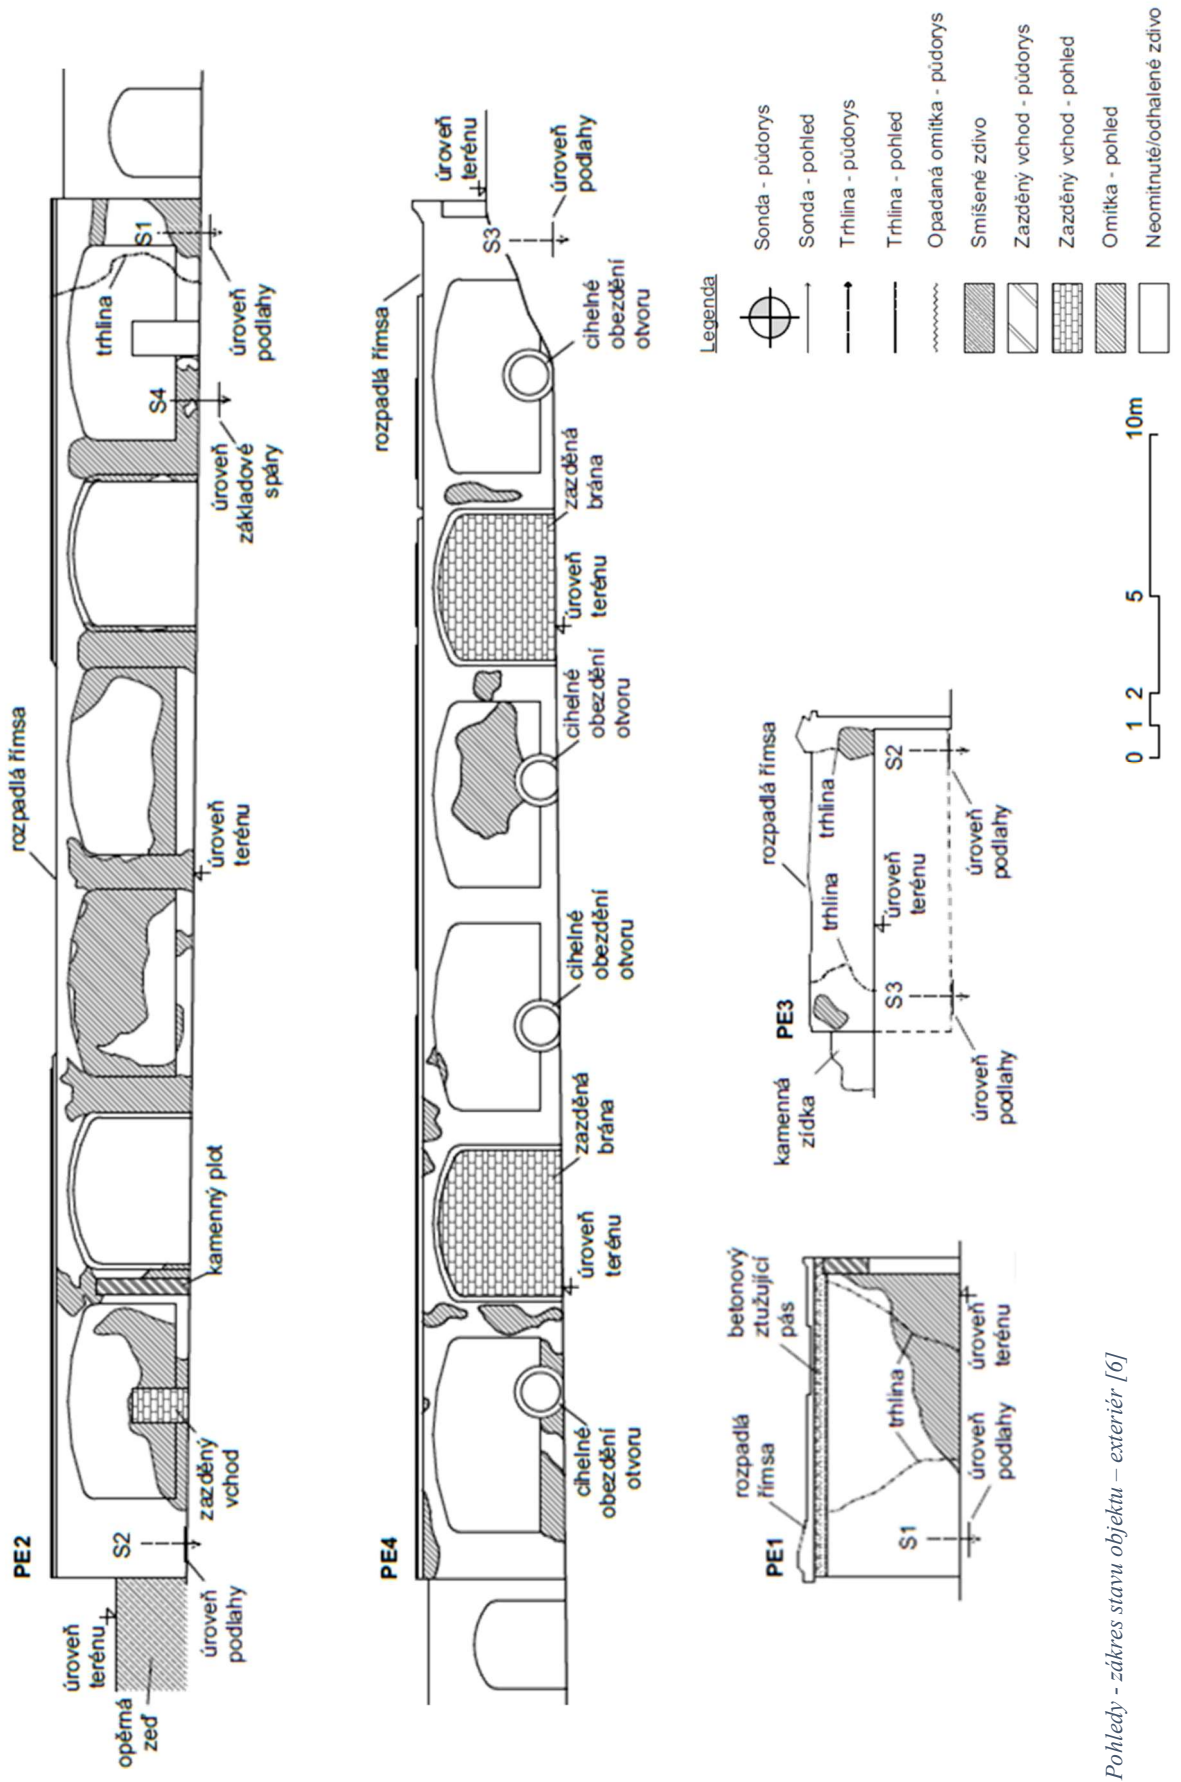 PE2
opěrná
zeď
úroveň
terénu
úroveň
podlahy
S2
zazděný
vchod
kamenný plot
rozpadlá římsa
úroveň
terénu
S4
úroveň
základové
spáry
trhlina
S1
úroveň
podlahy
PE4
cihelné
obezdění
otvoru
úroveň
terénu
zazděná
brána
cihelné
obezdění
otvoru
cihelné
obezdění
otvoru
úroveň
terénu
zazděná
brána
rozpadlá římsa
cihelné
obezdění
otvoru
S3
úroveň
terénu
úroveň
podlahy
PE1
rozpadlá
římsa
betonový
ztužující
pás
S1
trhlina
úroveň
podlahy
úroveň
terénu
PE3
kamenná
zídka
S3
úroveň
podlahy
trhlina
úroveň
terénu
rozpadlá římsa
trhlina
S2
úroveň
podlahy
Legenda
Sonda - půdorys
Sonda - pohled
Trhlina - půdorys
Trhlina - pohled
Opadaná omítka - půdorys
Smíšené zdivo
Zazděný vchod - půdorys
Zazděný vchod - pohled
Omítka - pohled
Neomítnuté/odhalené zdivo
0 1 2 5 10m
Pohledy - zákres stavu objektu – exteriér [6]